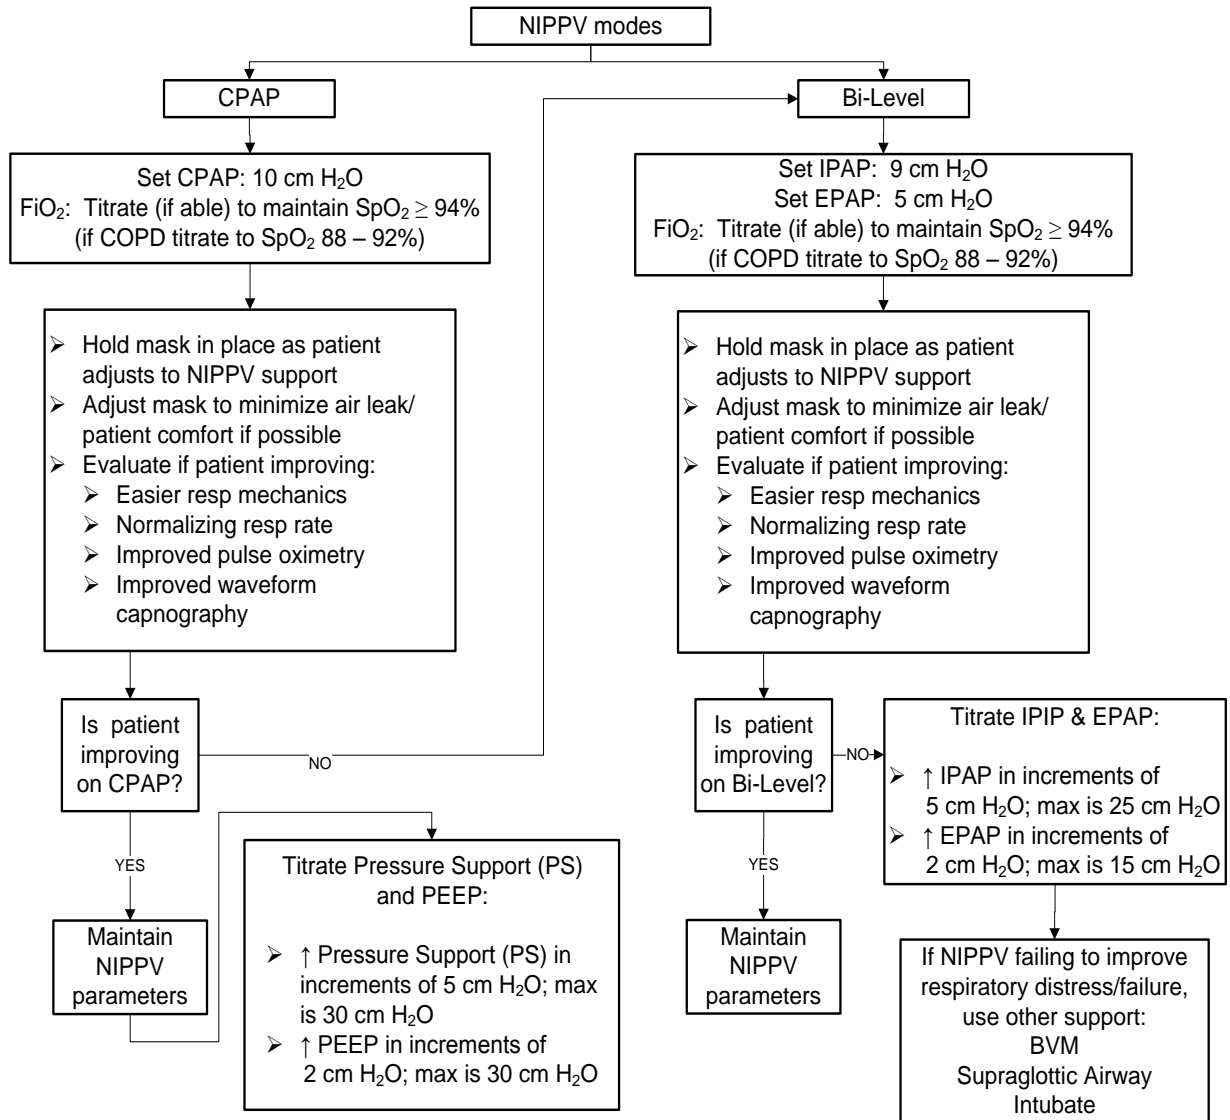 NIPPV modes
CPAP
Set CPAP: 10 cm H₂O
FiO₂: Titrate (if able) to maintain SpO₂ ≥ 94%
(if COPD titrate to SpO₂ 88 – 92%)
➢ Hold mask in place as patient
adjusts to NIPPV support
➢ Adjust mask to minimize air leak/
patient comfort if possible
➢ Evaluate if patient improving:
➢ Easier resp mechanics
➢ Normalizing resp rate
➢ Improved pulse oximetry
➢ Improved waveform
capnography
Is patient
improving
on CPAP?
NO
YES
Maintain
NIPPV
parameters
Titrate Pressure Support (PS)
and PEEP:
➢ ↑ Pressure Support (PS) in
increments of 5 cm H₂O; max
is 30 cm H₂O
➢ ↑ PEEP in increments of
2 cm H₂O; max is 30 cm H₂O
Bi-Level
Set IPAP: 9 cm H₂O
Set EPAP: 5 cm H₂O
FiO₂: Titrate (if able) to maintain SpO₂ ≥ 94%
(if COPD titrate to SpO₂ 88 – 92%)
➢ Hold mask in place as patient
adjusts to NIPPV support
➢ Adjust mask to minimize air leak/
patient comfort if possible
➢ Evaluate if patient improving:
➢ Easier resp mechanics
➢ Normalizing resp rate
➢ Improved pulse oximetry
➢ Improved waveform
capnography
Is patient
improving
on Bi-Level?
NO
YES
Maintain
NIPPV
parameters
Titrate IPIP & EPAP:
➢ ↑ IPAP in increments of
5 cm H₂O; max is 25 cm H₂O
➢ ↑ EPAP in increments of
2 cm H₂O; max is 15 cm H₂O
If NIPPV failing to improve
respiratory distress/failure,
use other support:
BVM
Supraglottic Airway
Intubate